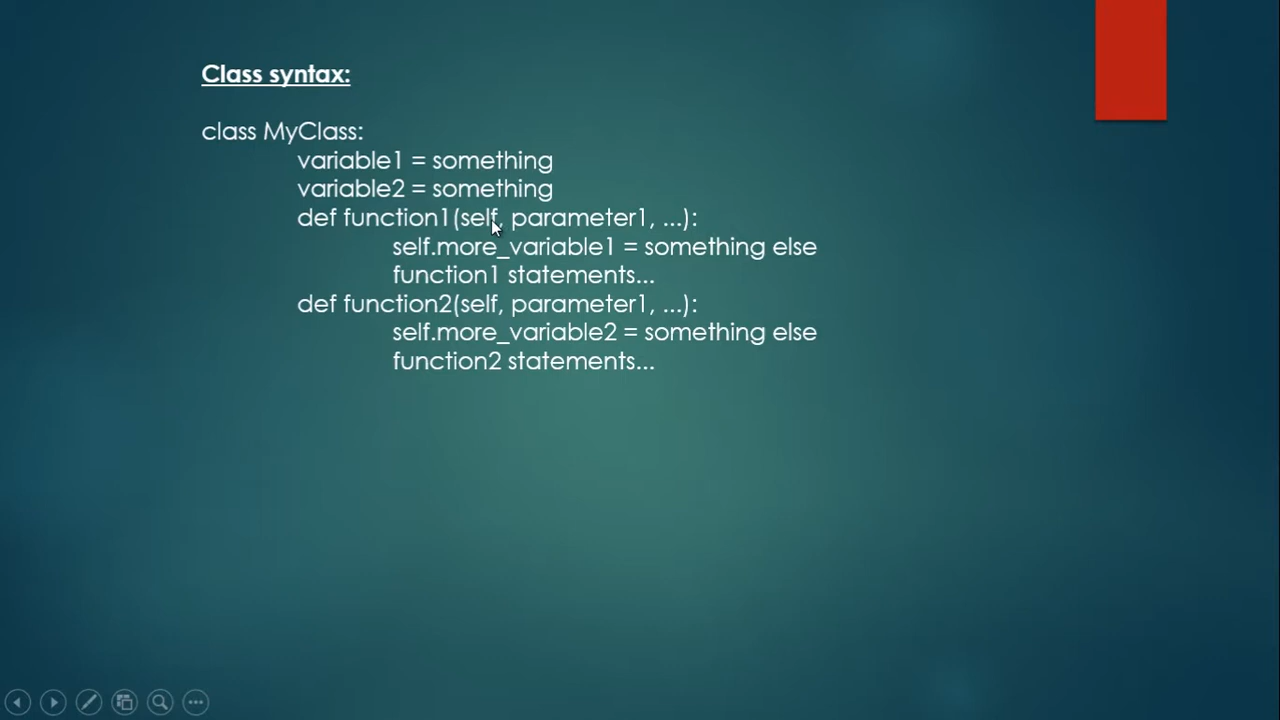 Class syntax:
class MyClass:
variable1 = something
variable2 = something
def function1(self, parameter1, ...):
self.more_variable1 = something else
function1 statements...
def function2(self, parameter1, ...):
self.more_variable2 = something else
function2 statements...